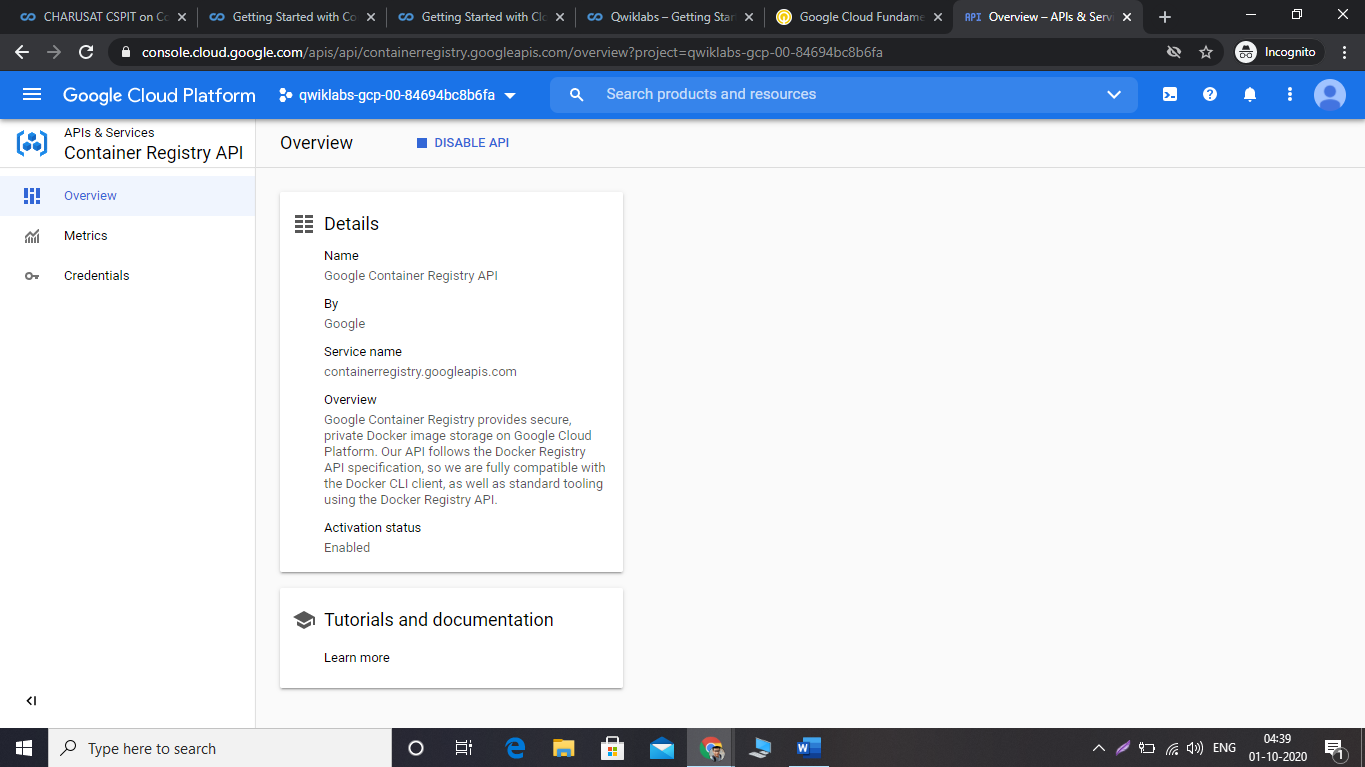 CHARUSAT CSPIT on Co
Getting Started with Co
Getting Started with Clo
Qwiklabs – Getting Star
Google Cloud Fundame
API Overview – APIs & Servi
console.cloud.google.com/apis/api/containerregistry.googleapis.com/overview?project=qwiklabs-gcp-00-84694bc8b6fa
Incognito
Google Cloud Platform
qwiklabs-gcp-00-84694bc8b6fa
Search products and resources
APIs & Services
Container Registry API
Overview
DISABLE API
Overview
Metrics
Credentials
Details
Name
Google Container Registry API
By
Google
Service name
containerregistry.googleapis.com
Overview
Google Container Registry provides secure,
private Docker image storage on Google Cloud
Platform. Our API follows the Docker Registry
API specification, so we are fully compatible with
the Docker CLI client, as well as standard tooling
using the Docker Registry API.
Activation status
Enabled
Tutorials and documentation
Learn more
Type here to search
ENG
04:39
01-10-2020
1